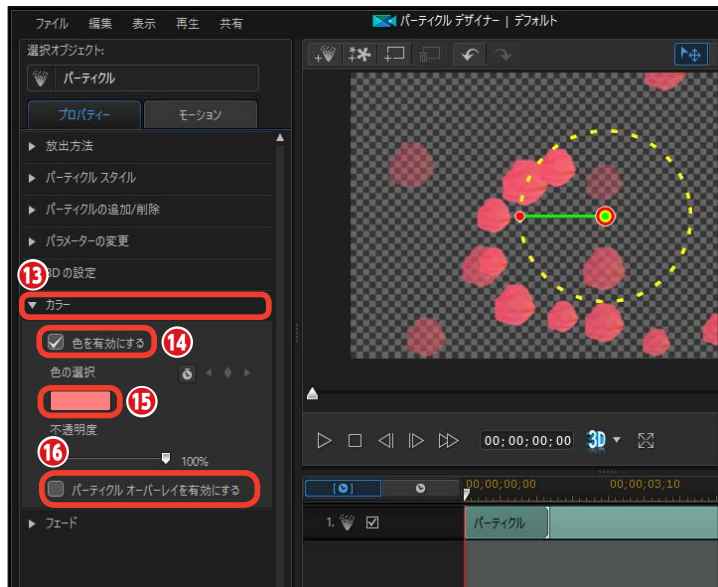 ファイル 編集 表示 再生 共有
パーティクル デザイナー | デフォルト
選択オブジェクト:
パーティクル
プロパティー モーション
放出方法
パーティクル スタイル
パーティクルの追加/削除
パラメーターの変更
⑬ Dの設定
カラー
色を有効にする ⑭
色の選択
⑮
不透明度
⑯
100%
パーティクル オーバーレイを有効にする
フェード
00;00;00;00 3D
00;00;00;00 00;00;03;10
1. パーティクル